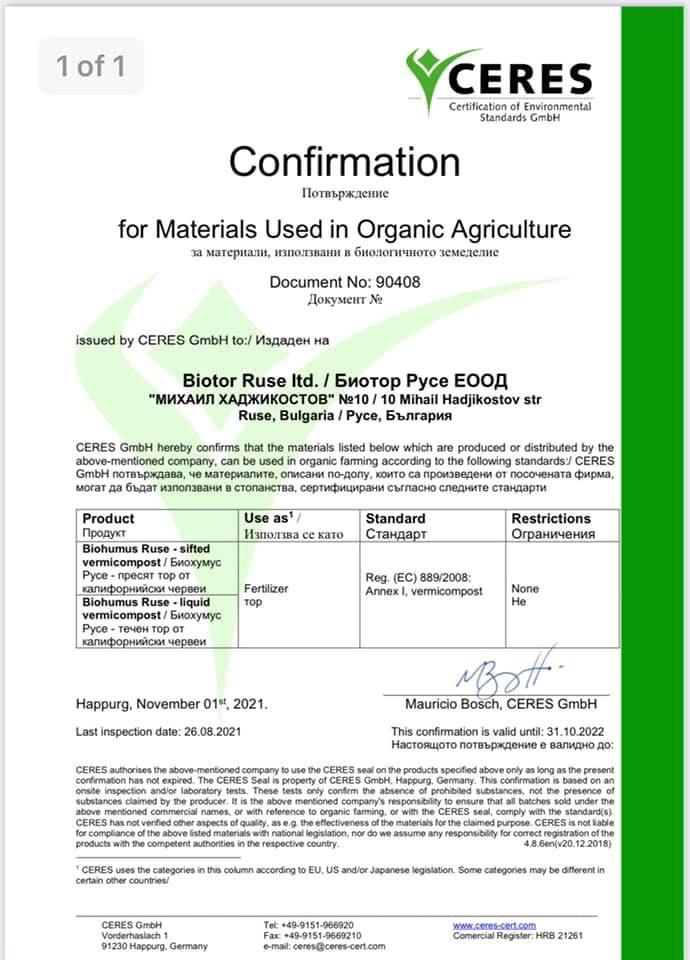 1 of 1
CERES
Certification of Environmental
Standards GmbH
Confirmation
Потвърждение
for Materials Used in Organic Agriculture
за материали, използвани в биологичното земеделие
Document No: 90408
Документ №
issued by CERES GmbH to:/ Издаден на
Biotor Ruse ltd. / Биотор Русе ЕООД
"МИХАИЛ ХАДЖИКОСТОВ" №10 / 10 Mihail Hadjikostov str
Ruse, Bulgaria / Русе, България
CERES GmbH hereby confirms that the materials listed below which are produced or distributed by the
above-mentioned company, can be used in organic farming according to the following standards:/ CERES
GmbH потвърждава, че материалите, описани по-долу, които са произведени от посочената фирма,
могат да бъдат използвани в стопанства, сертифицирани съгласно следните стандарти
Product
Продукт
Use as¹ /
Използва се като
Standard
Стандарт
Restrictions
Ограничения
Biohumus Ruse - sifted
vermicompost / Биохумус
Русе - пресят тор от
калифорнийски червеи
Biohumus Ruse - liquid
vermicompost / Биохумус
Русе - течен тор от
калифорнийски червеи
Fertilizer
тор
Reg. (EC) 889/2008:
Annex I, vermicompost
None
Не
Happurg, November 01st, 2021.
Mauricio Bosch, CERES GmbH
Last inspection date: 26.08.2021
This confirmation is valid until: 31.10.2022
Настоящото потвърждение е валидно до:
CERES authorises the above-mentioned company to use the CERES seal on the products specified above only as long as the present
confirmation has not expired. The CERES Seal is property of CERES GmbH, Happurg, Germany. This confirmation is based on an
onsite inspection and/or laboratory tests. These tests only confirm the absence of prohibited substances, not the presence of
substances claimed by the producer. It is the above mentioned company's responsibility to ensure that all batches sold under the
above mentioned commercial names, or with reference to organic farming, or with the CERES seal, comply with the standard(s).
CERES has not verified other aspects of quality, as e.g. the effectiveness of the materials for the claimed purpose. CERES is not liable
for compliance of the above listed materials with national legislation, nor do we assume any responsibility for correct registration of the
products with the competent authorities in the respective country.
4.8.6en(v20.12.2018)
¹ CERES uses the categories in this column according to EU, US and/or Japanese legislation. Some categories may be different in
certain other countries/
CERES GmbH
Vorderhaslach 1
91230 Happurg, Germany
Tel: +49-9151-966920
Fax: +49-9151-9669210
e-mail: ceres@ceres-cert.com
www.ceres-cert.com
Comercial Register: HRB 21261